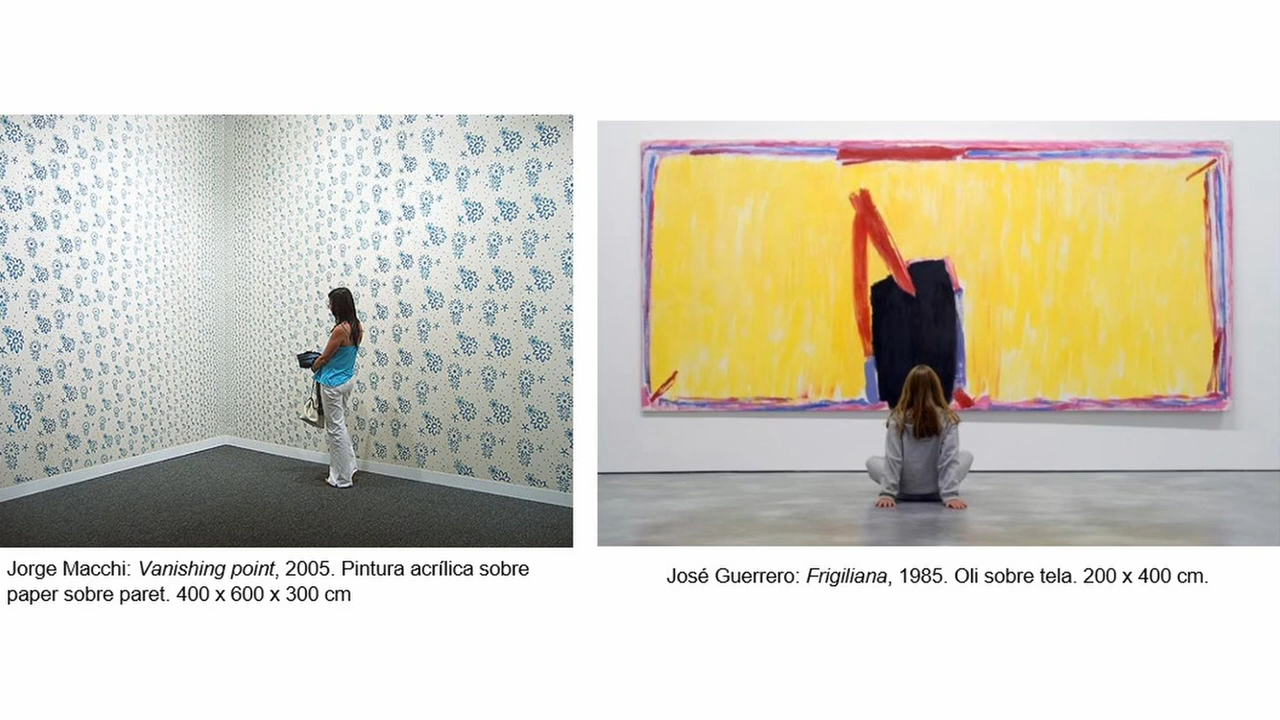 Jorge Macchi: Vanishing point, 2005. Pintura acrílica sobre
paper sobre paret. 400 x 600 x 300 cm
José Guerrero: Frigiliana, 1985. Oli sobre tela. 200 x 400 cm.